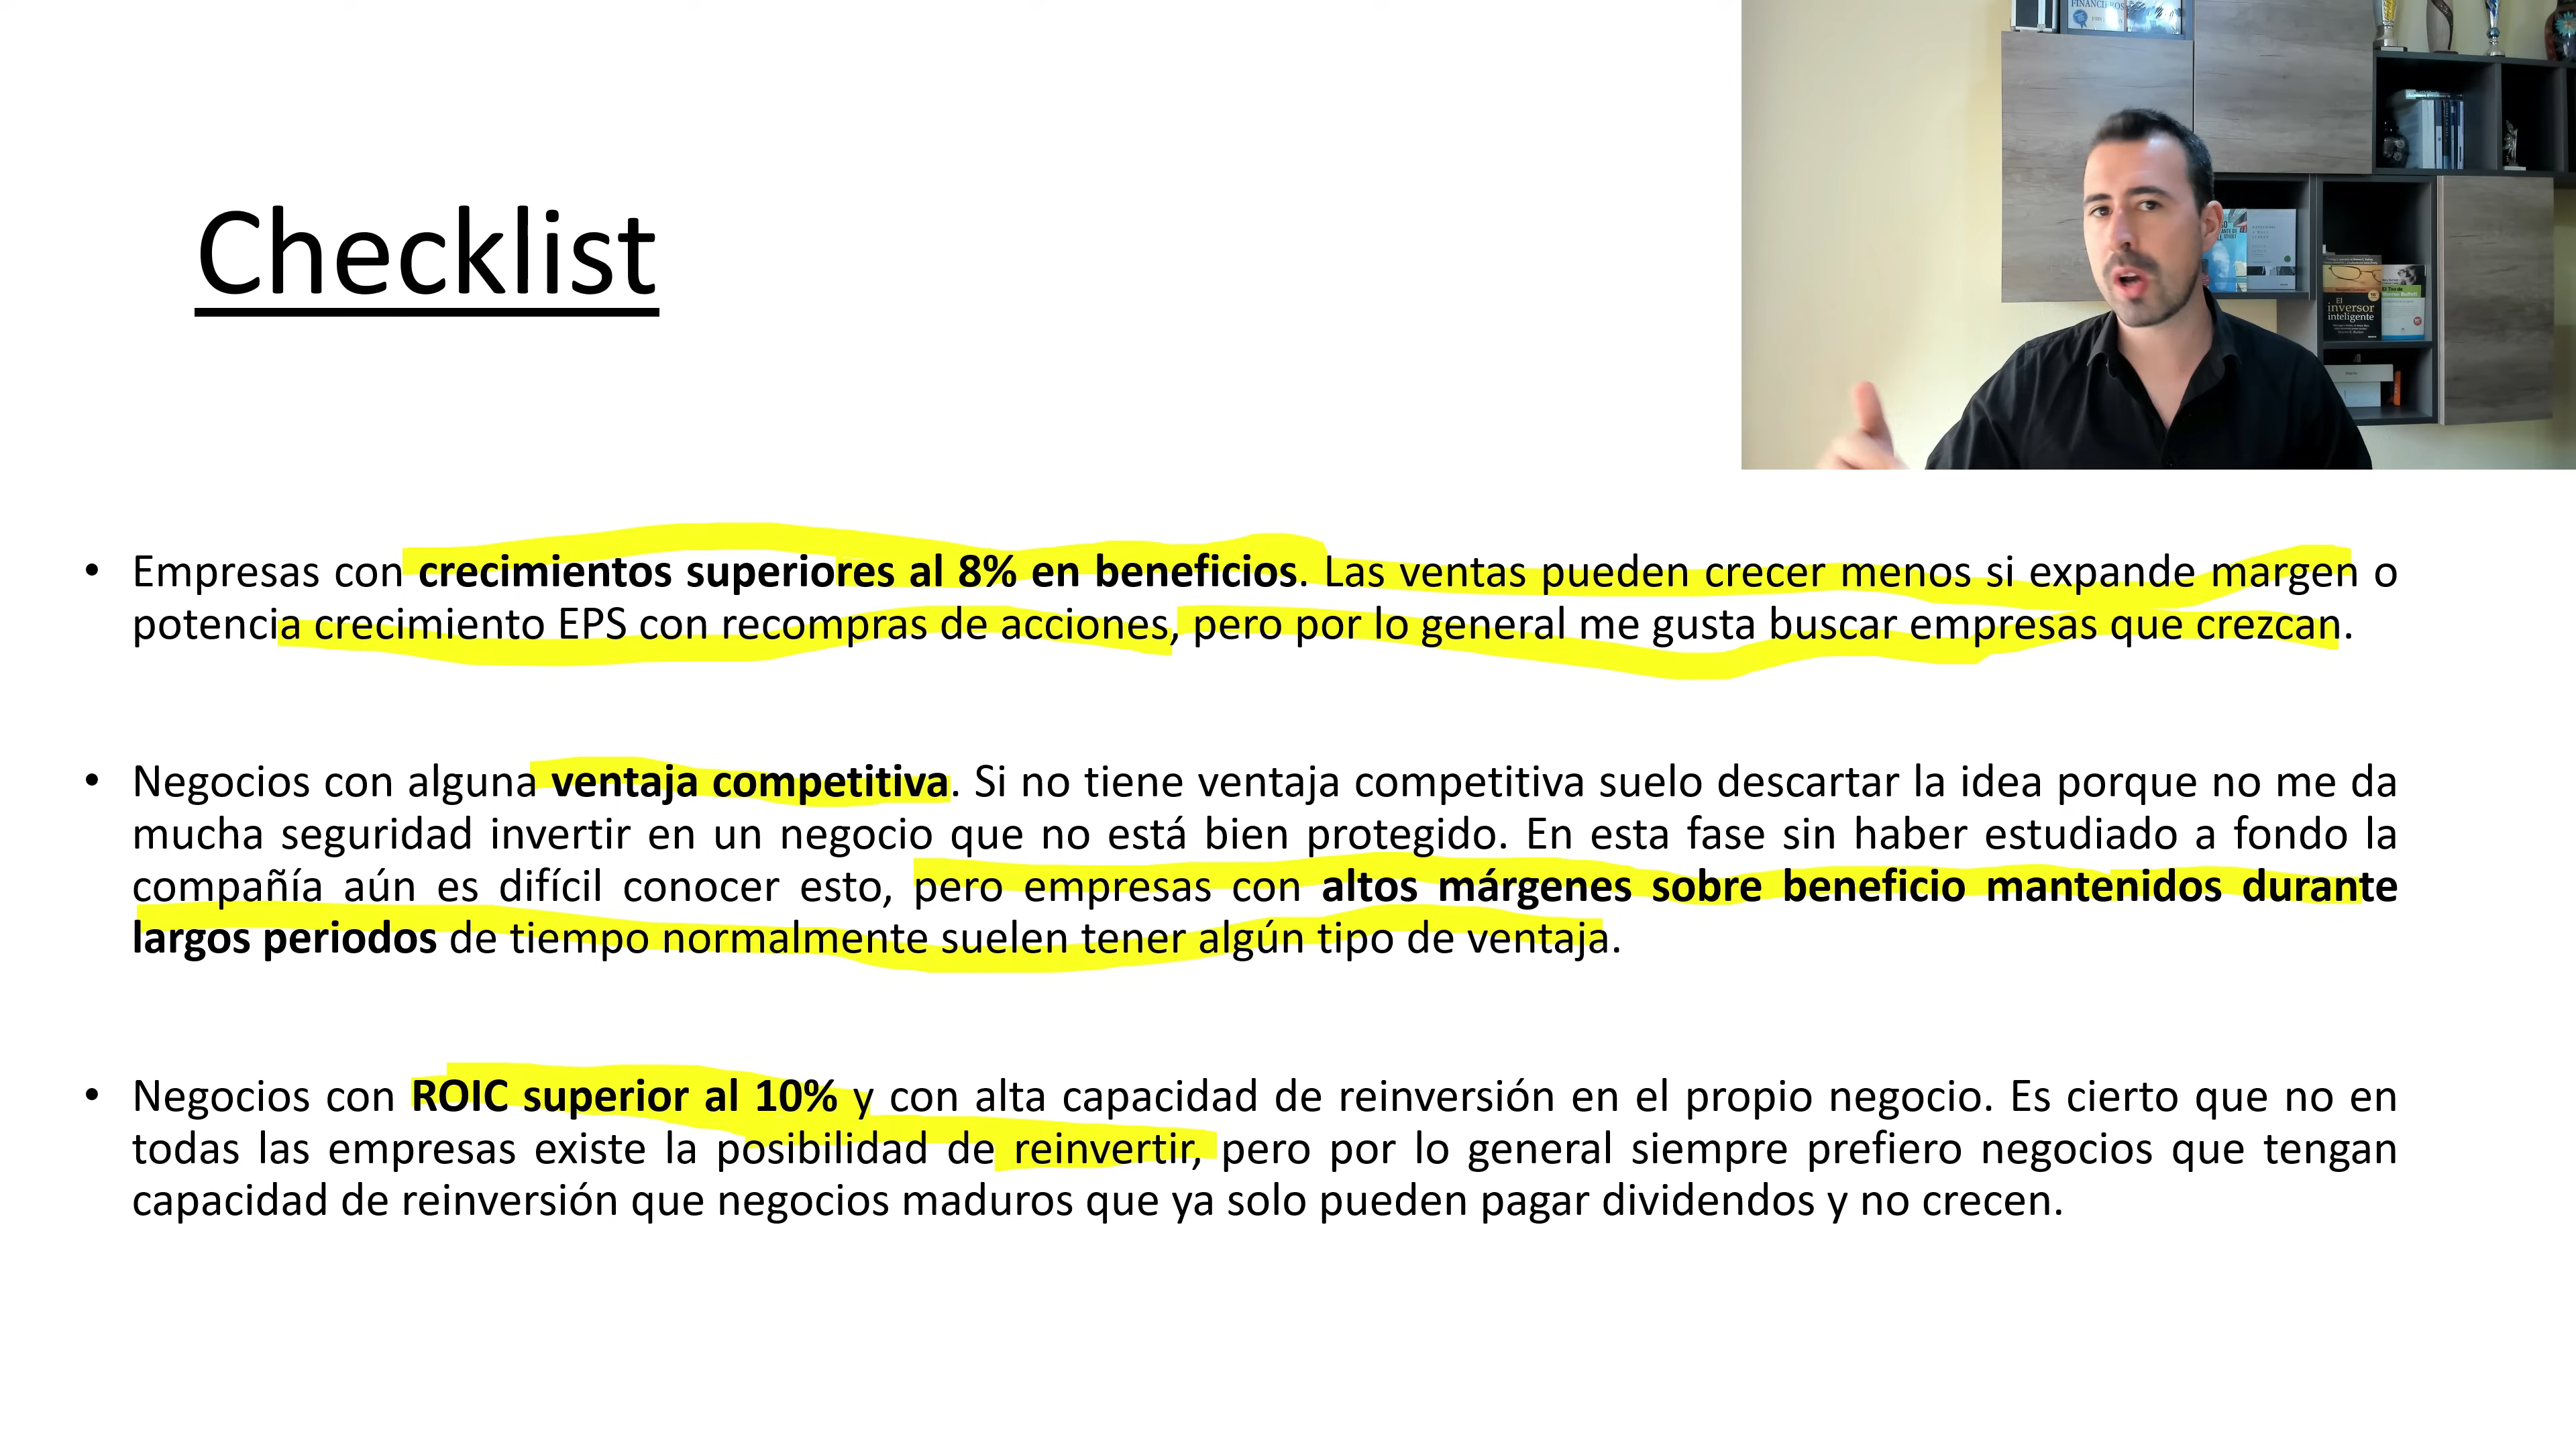 FINANCIEROS
Checklist
El
inversor
inteligente
• Empresas con crecimientos superiores al 8% en beneficios. Las ventas pueden crecer menos si expande margen o
potencia crecimiento EPS con recompras de acciones, pero por lo general me gusta buscar empresas que crezcan.
• Negocios con alguna ventaja competitiva. Si no tiene ventaja competitiva suelo descartar la idea porque no me da
mucha seguridad invertir en un negocio que no está bien protegido. En esta fase sin haber estudiado a fondo la
compañía aún es difícil conocer esto, pero empresas con altos márgenes sobre beneficio mantenidos durante
largos periodos de tiempo normalmente suelen tener algún tipo de ventaja.
• Negocios con ROIC superior al 10% y con alta capacidad de reinversión en el propio negocio. Es cierto que no en
todas las empresas existe la posibilidad de reinvertir, pero por lo general siempre prefiero negocios que tengan
capacidad de reinversión que negocios maduros que ya solo pueden pagar dividendos y no crecen.